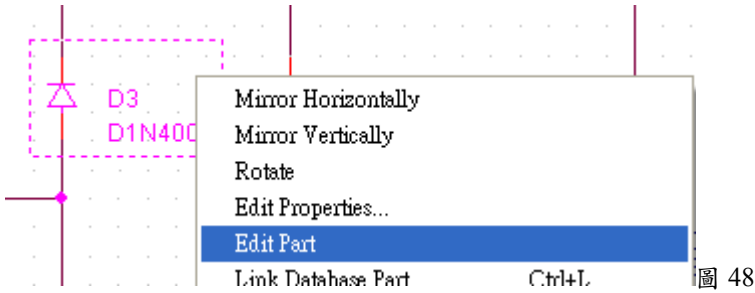 D3
D1N400
Mirror Horizontally
Mirror Vertically
Rotate
Edit Properties...
Edit Part
Link Database Part Ctrl+L
圖 48